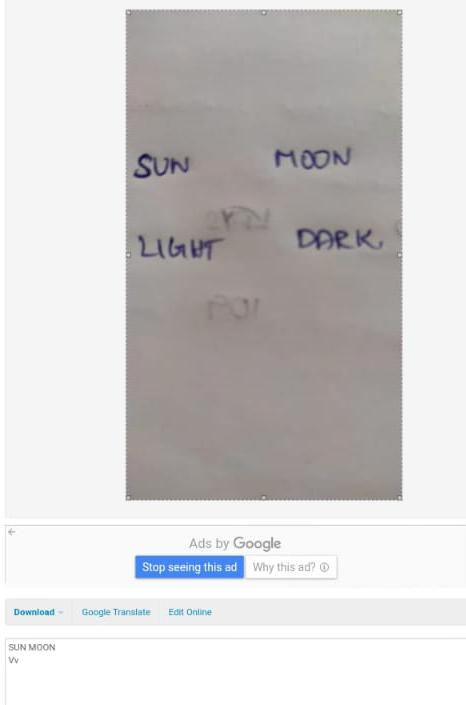 SUN MOON
LIGHT DARK
Ads by Google
Stop seeing this ad Why this ad?
Download Google Translate Edit Online
SUN MOON
Vv